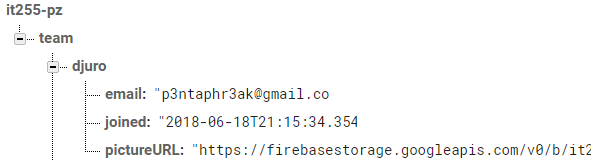 it255-pz
team
djuro
email: "p3ntaphr3ak@gmail.co
joined: "2018-06-18T21:15:34.354
pictureURL: "https://firebasestorage.googleapis.com/v0/b/it2